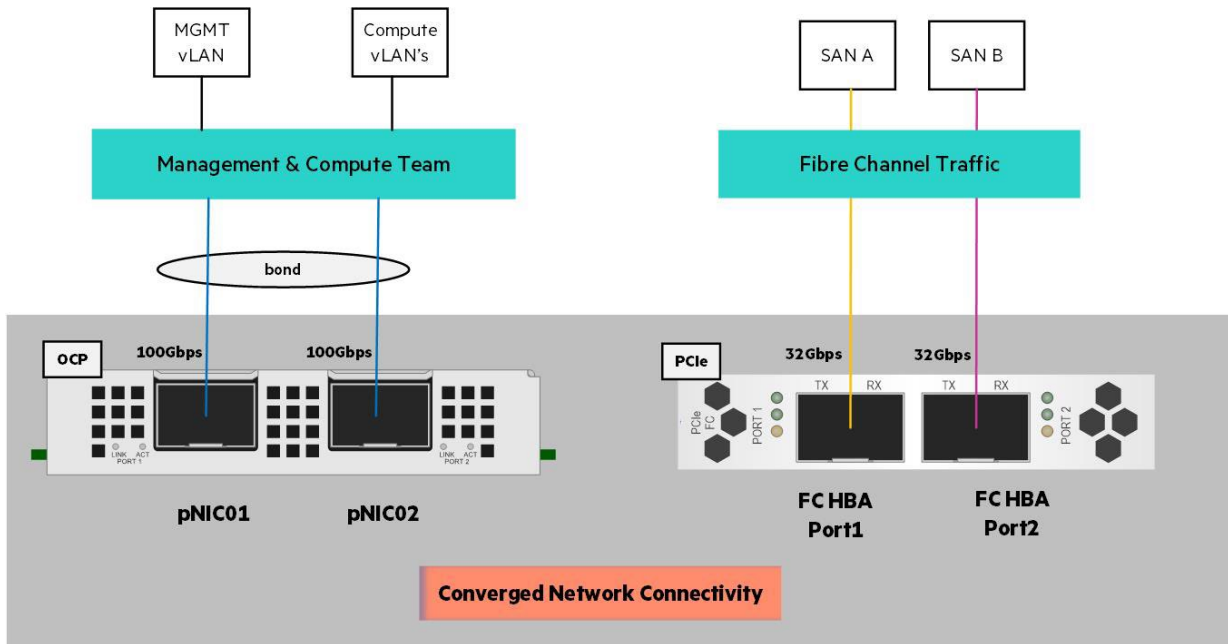 MGMT
vLAN
Compute
vLAN's
SAN A
SAN B
Management & Compute Team
Fibre Channel Traffic
bond
OCP
100Gbps
100Gbps
PCIe
32Gbps
32Gbps
LINK ACT
PORT 1
LINK ACT
PORT 2
PCIe
FC
PORT 1
TX RX
TX RX
PORT 2
pNIC01
pNIC02
FC HBA
Port1
FC HBA
Port2
Converged Network Connectivity